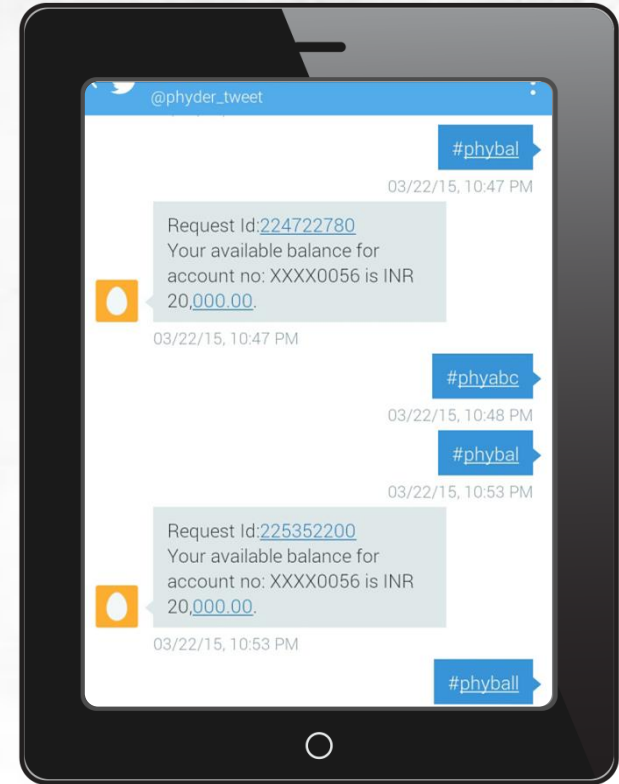 @phyder_tweet
#phybal
03/22/15, 10:47 PM
Request Id:224722780
Your available balance for
account no: XXXX0056 is INR
20,000.00.
03/22/15, 10:47 PM
#phyabc
03/22/15, 10:48 PM
#phybal
03/22/15, 10:53 PM
Request Id:225352200
Your available balance for
account no: XXXX0056 is INR
20,000.00.
03/22/15, 10:53 PM
#phyball